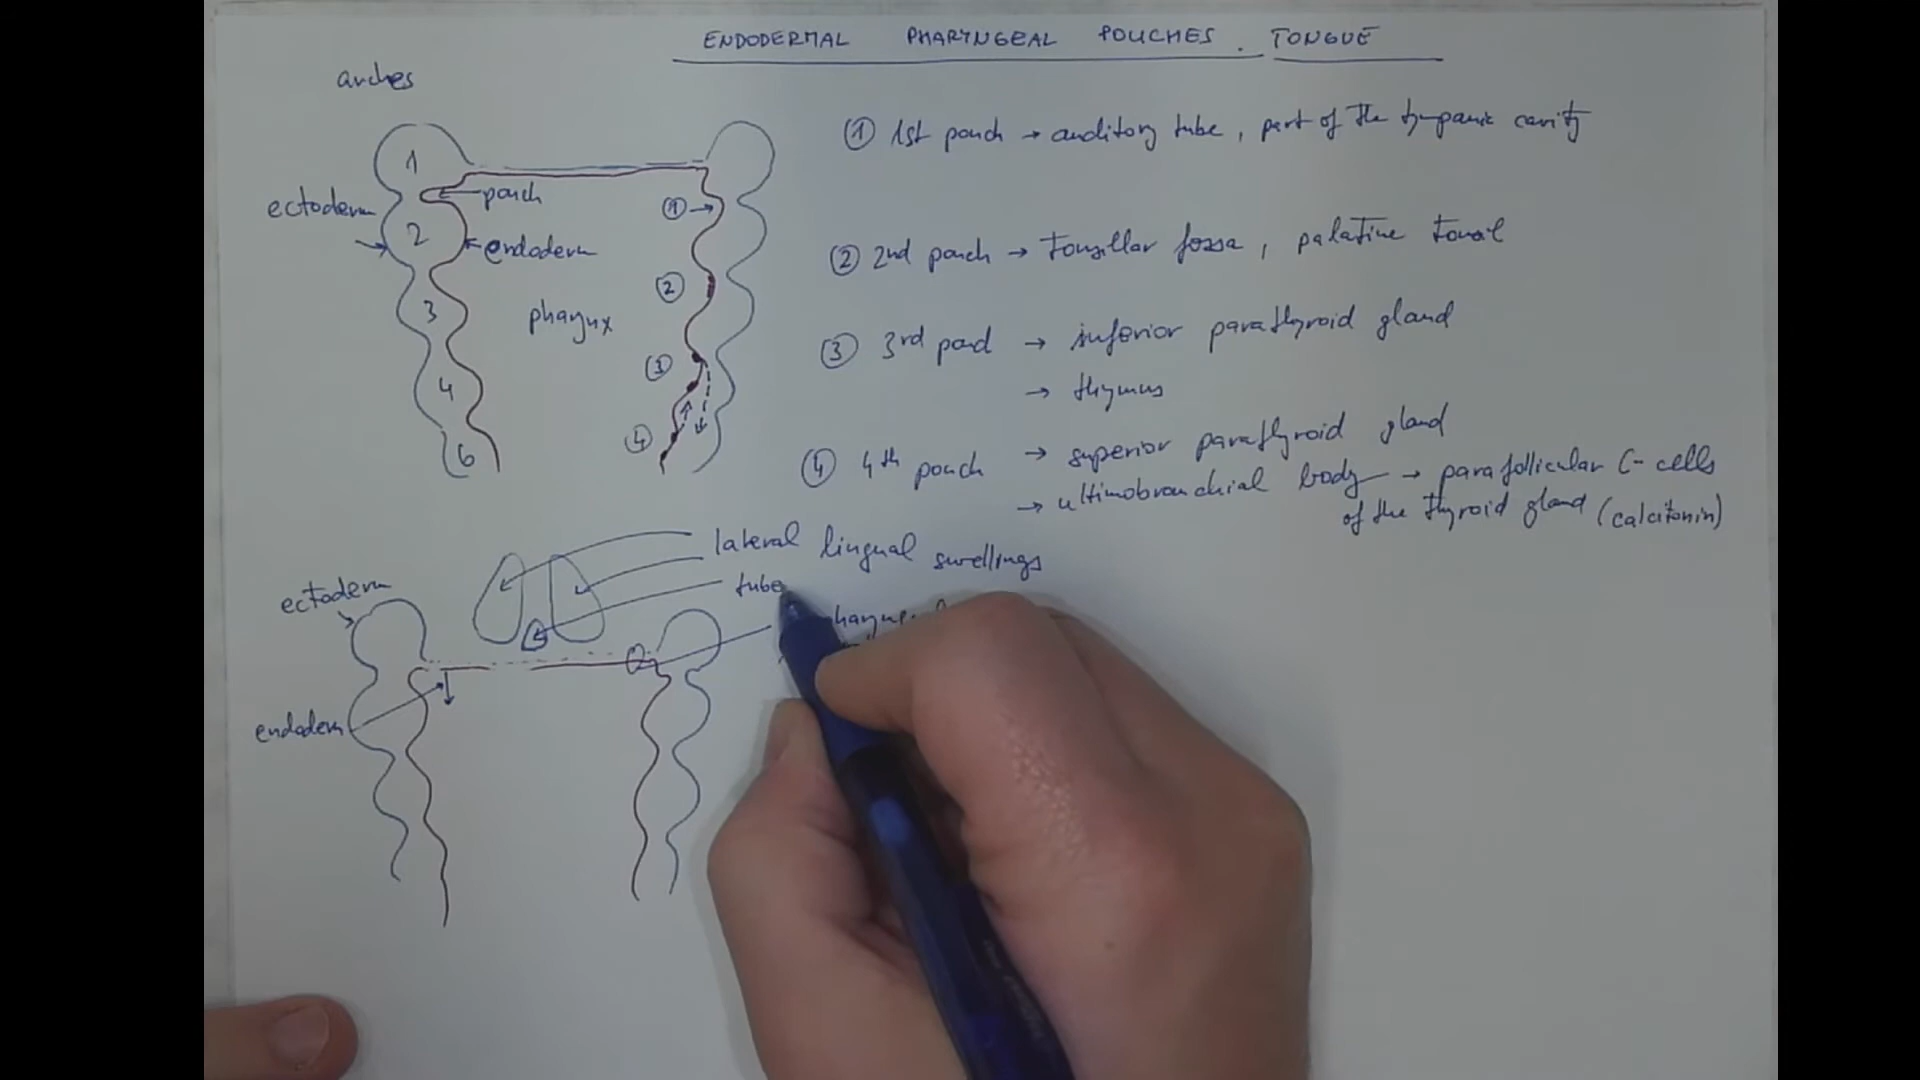 ENDODERMAL PHARYNGEAL POUCHES. TONGUE
arches
1
ectoderm
pouch
2
endoderm
3
pharynx
4
6
1
2
3
4
① 1st pouch → auditory tube, part of the tympanic cavity
② 2nd pouch → tonsillar fossa, palatine tonsil
③ 3rd pouch → inferior parathyroid gland
→ thymus
④ 4th pouch → superior parathyroid gland
→ ultimobranchial body → parafollicular C-cells
of the thyroid gland (calcitonin)
lateral lingual swellings
tube
ectoderm
endoderm